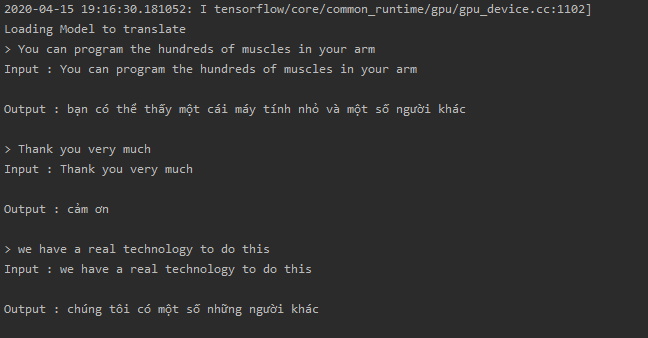 2020-04-15 19:16:30.181052: I tensorflow/core/common_runtime/gpu/gpu_device.cc:1102]
Loading Model to translate
> You can program the hundreds of muscles in your arm
Input : You can program the hundreds of muscles in your arm
Output : bạn có thể thấy một cái máy tính nhỏ và một số người khác
> Thank you very much
Input : Thank you very much
Output : cảm ơn
> we have a real technology to do this
Input : we have a real technology to do this
Output : chúng tôi có một số những người khác